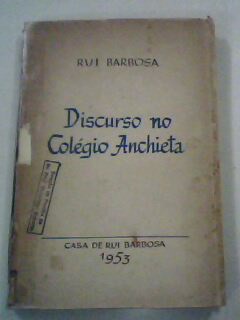 RUI BARBOSA
Discurso no
Colégio Anchieta
CASA DE RUI BARBOSA
1953